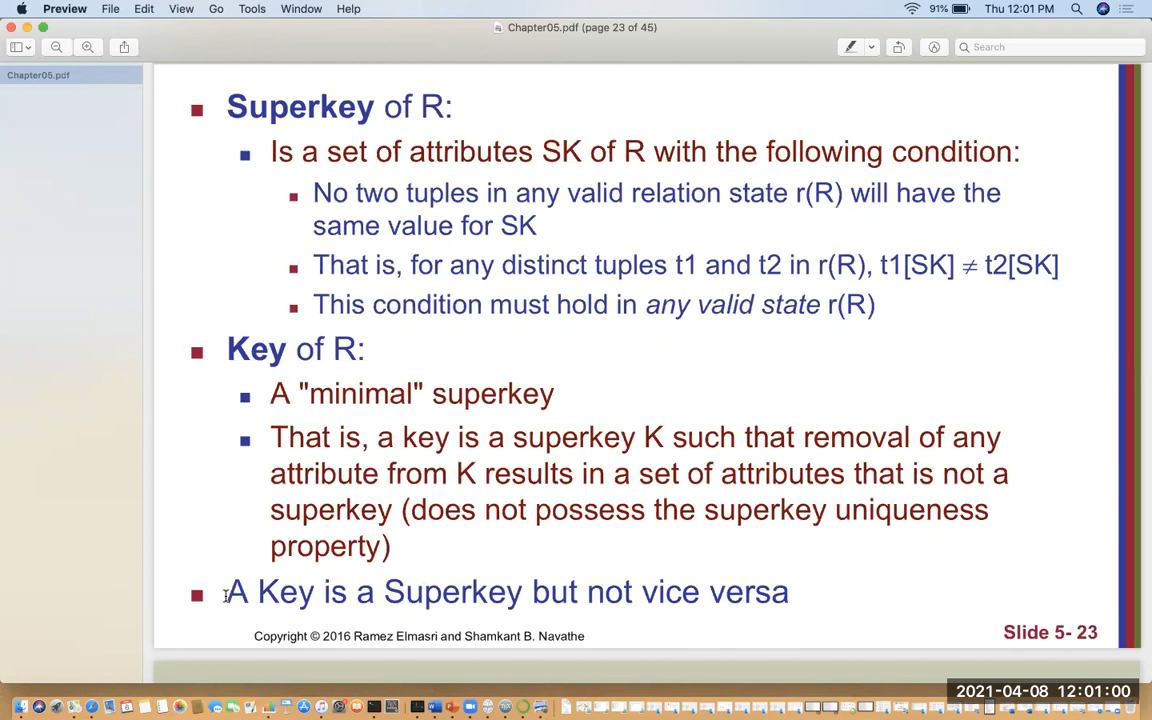 Preview File Edit View Go Tools Window Help 91% Thu 12:01 PM
Chapter05.pdf (page 23 of 45)
Search
Chapter05.pdf
Superkey of R:
Is a set of attributes SK of R with the following condition:
No two tuples in any valid relation state r(R) will have the
same value for SK
That is, for any distinct tuples t1 and t2 in r(R), t1[SK] ≠ t2[SK]
This condition must hold in any valid state r(R)
Key of R:
A "minimal" superkey
That is, a key is a superkey K such that removal of any
attribute from K results in a set of attributes that is not a
superkey (does not possess the superkey uniqueness
property)
A Key is a Superkey but not vice versa
Copyright © 2016 Ramez Elmasri and Shamkant B. Navathe
Slide 5- 23
2021-04-08 12:01:00